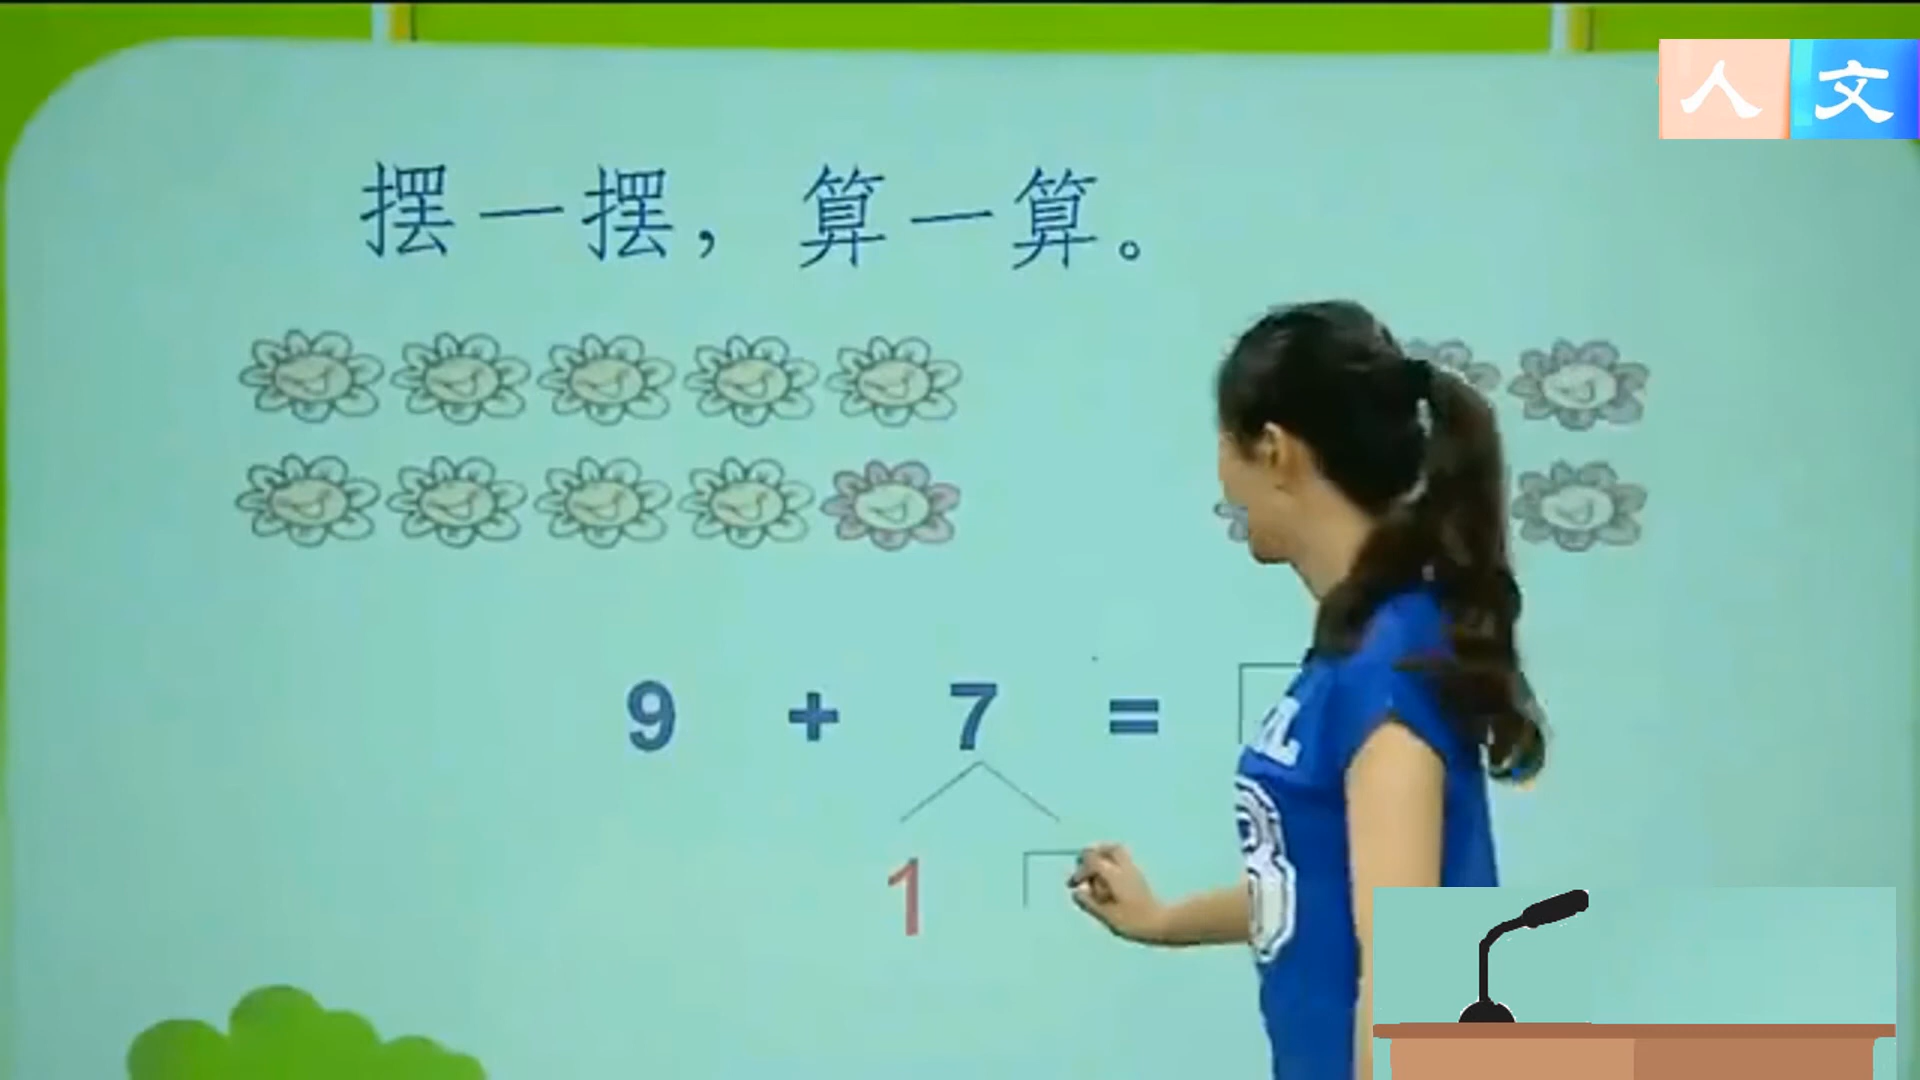 人文
摆一摆，算一算。
9 + 7 =
1